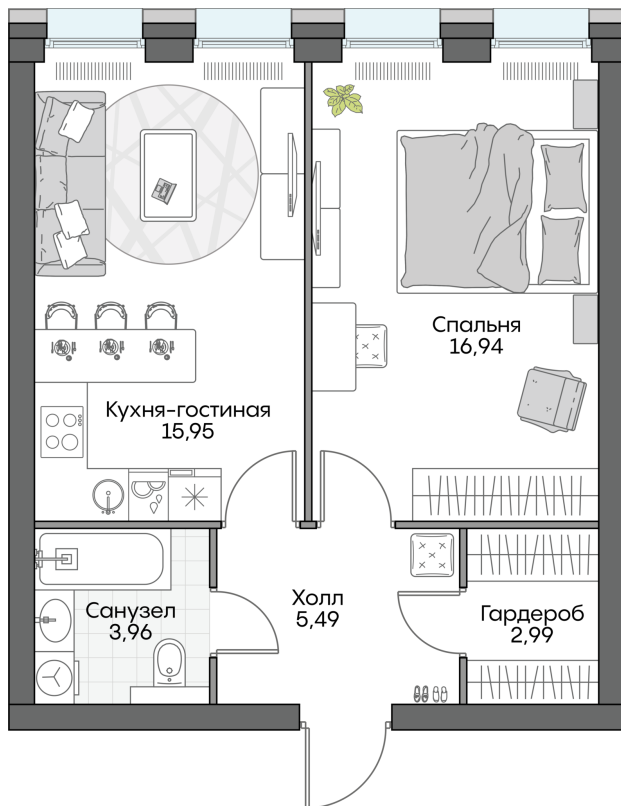 Спальня
16,94
Кухня-гостиная
15,95
Холл
5,49
Санузел
3,96
Гардероб
2,99